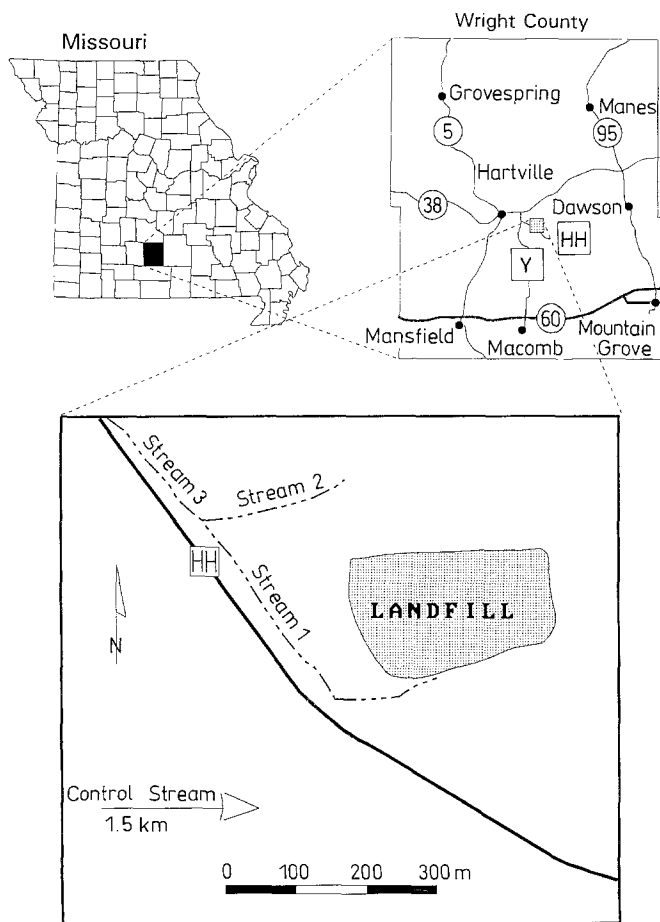 Missouri
Wright County
Grovespring
Manes
5
95
Hartville
38
Dawson
HH
Y
60
Mansfield
Macomb
Mountain
Grove
Stream 3
Stream 2
HH
Stream 1
LANDFILL
N
Control Stream
1.5 km
0 100 200 300 m